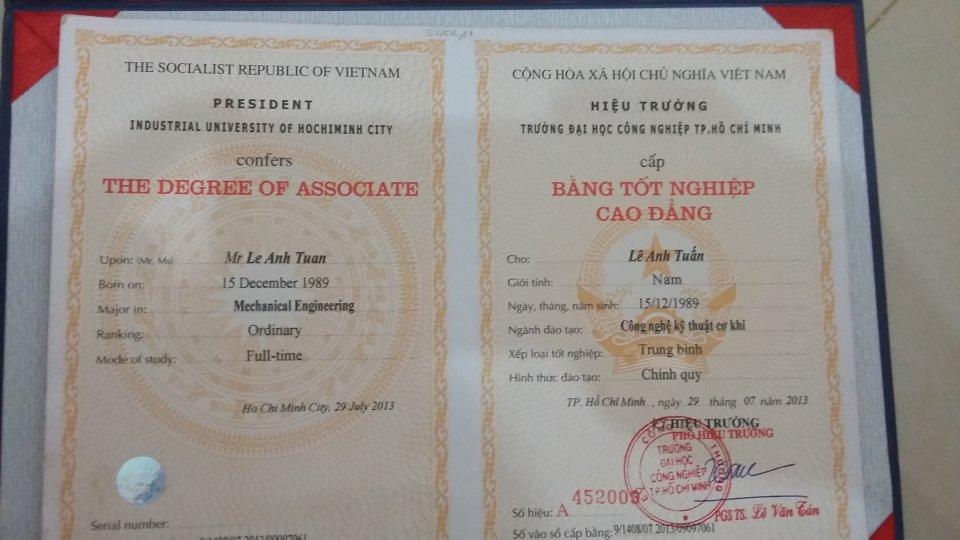 THE SOCIALIST REPUBLIC OF VIETNAM
PRESIDENT
INDUSTRIAL UNIVERSITY OF HOCHIMINH CITY
confers
THE DEGREE OF ASSOCIATE
Upon: (Mr, Ms) Mr Le Anh Tuan
Born on: 15 December 1989
Major in: Mechanical Engineering
Ranking: Ordinary
Mode of study: Full-time
Ho Chi Minh City, 29 July 2013
Serial number:
CỘNG HÒA XÃ HỘI CHỦ NGHĨA VIỆT NAM
HIỆU TRƯỞNG
TRƯỜNG ĐẠI HỌC CÔNG NGHIỆP TP.HỒ CHÍ MINH
cấp
BẰNG TỐT NGHIỆP
CAO ĐẲNG
Cho: Lê Anh Tuấn
Giới tính: Nam
Ngày, tháng, năm sinh: 15/12/1989
Ngành đào tạo: Công nghệ kỹ thuật cơ khí
Xếp loại tốt nghiệp: Trung bình
Hình thức đào tạo: Chính quy
TP. Hồ Chí Minh, ngày 29 tháng 07 năm 2013
HIỆU TRƯỞNG
PHÓ HIỆU TRƯỞNG
TRƯỜNG
ĐẠI HỌC
CÔNG NGHIỆP
TP HỒ CHÍ MINH
Số hiệu: A
PGS.TS. Lê Văn Tán
Số vào sổ cấp bằng: 9/1408/07.2013/09097061